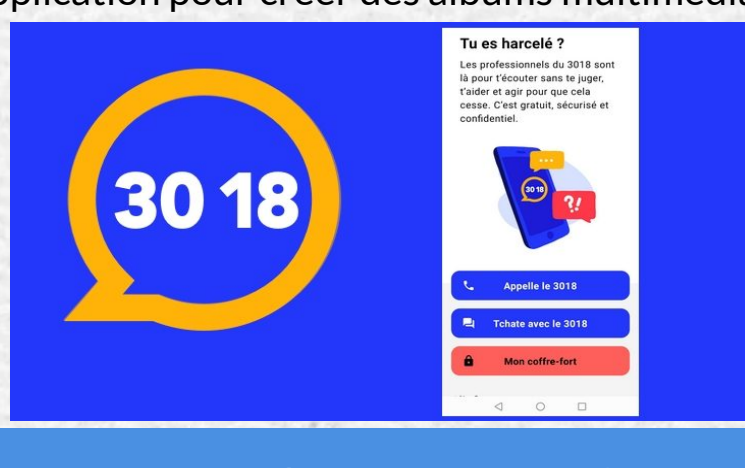 pplication pour créer des albums multimédia
30 18
Tu es harcelé ?
Les professionnels du 3018 sont
là pour t'écouter sans te juger,
t'aider et agir pour que cela
cesse. C'est gratuit, sécurisé et
confidentiel.
30 18
?!
Appelle le 3018
Tchate avec le 3018
Mon coffre-fort